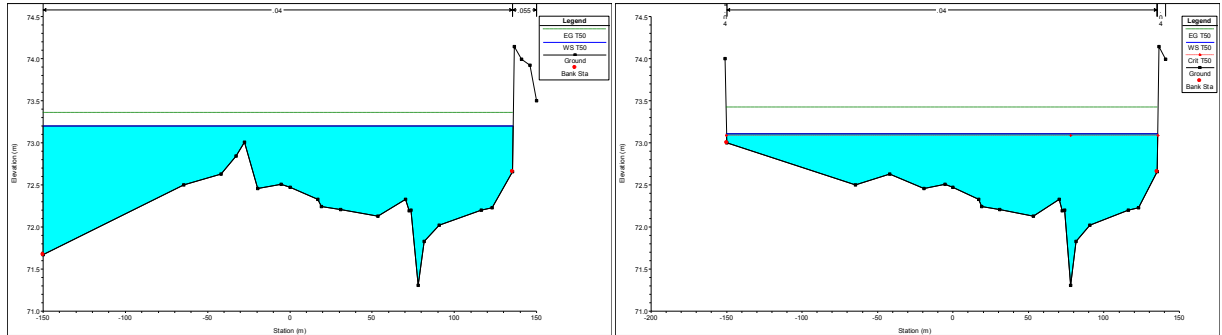 .04
.055
Legend
EG T50
WS T50
Ground
Bank Sta
74.5
74.0
73.5
73.0
72.5
72.0
71.5
71.0
Elevation (m)
-150
-100
-50
0
50
100
150
Station (m)
.04
.04
.04
Legend
EG T50
WS T50
Crit T50
Ground
Bank Sta
74.5
74.0
73.5
73.0
72.5
72.0
71.5
71.0
Elevation (m)
-200
-150
-100
-50
0
50
100
150
Station (m)